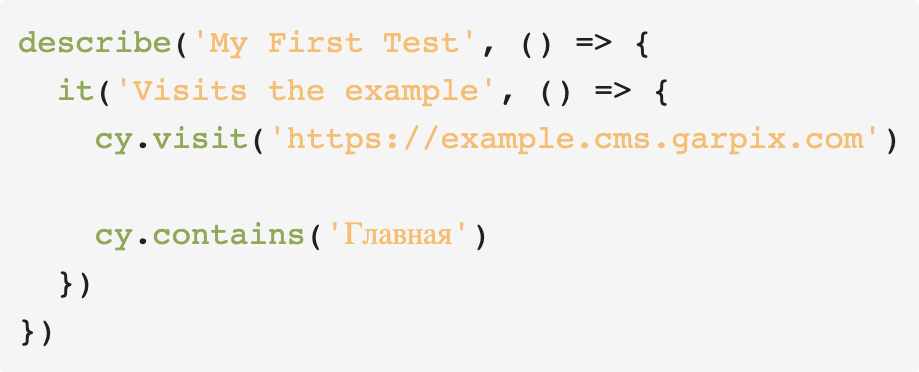 describe('My First Test', () => {
  it('Visits the example', () => {
    cy.visit('https://example.cms.garpix.com')

    cy.contains('Главная')
  })
})